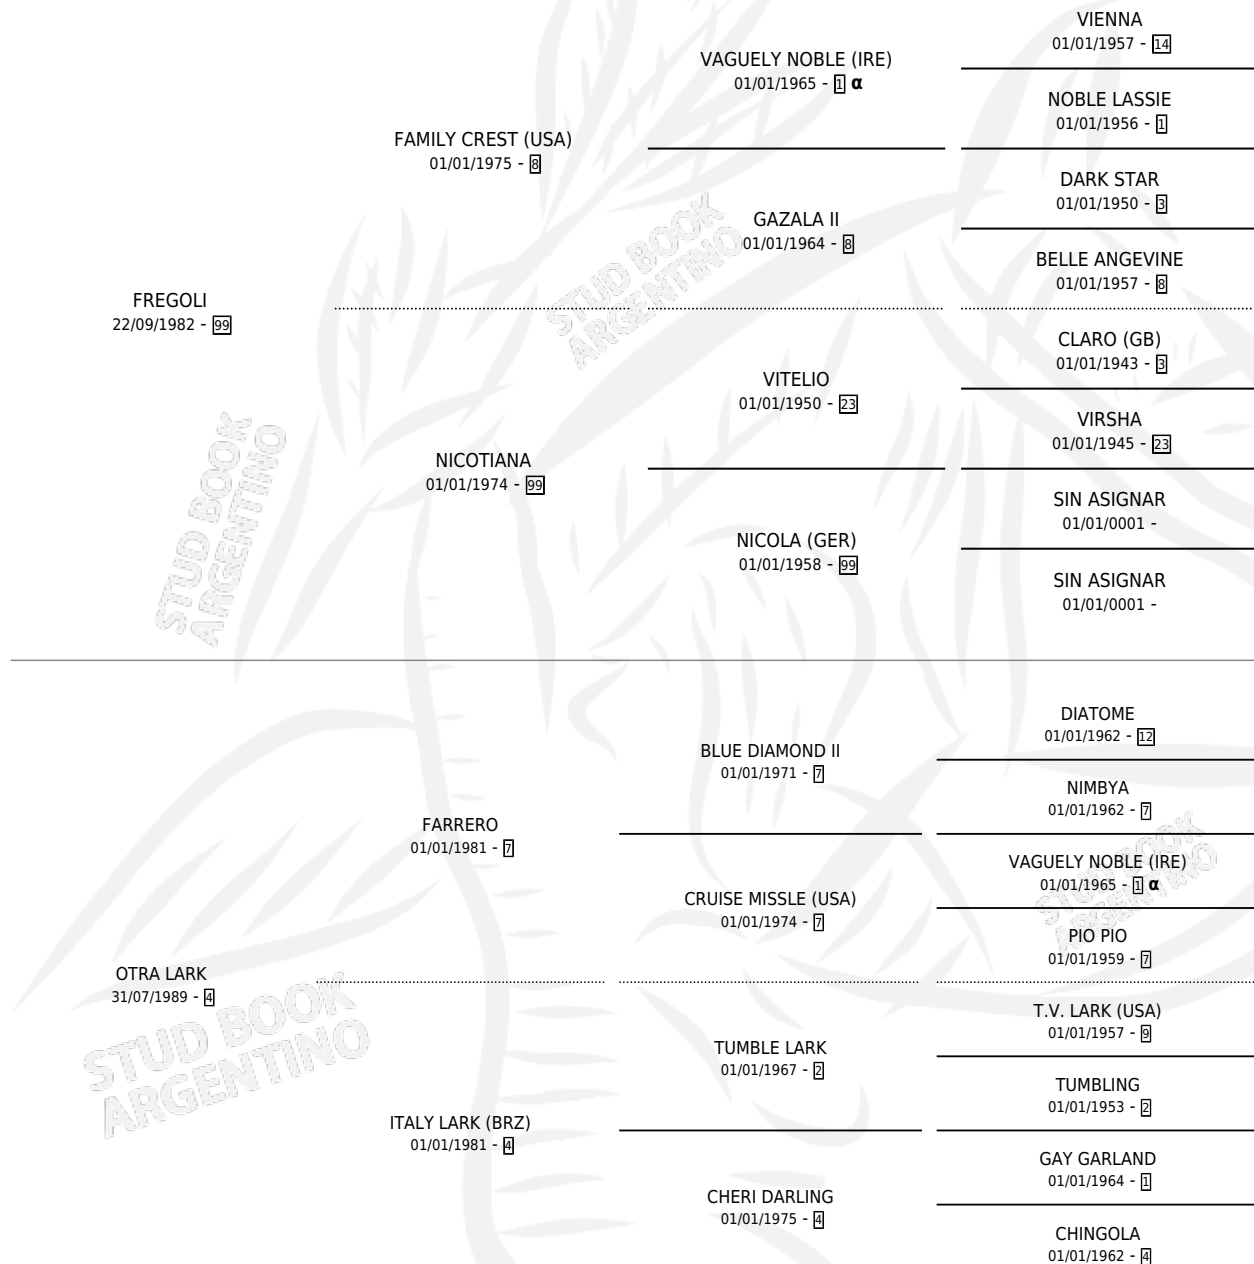 VIENNA
01/01/1957 - 14
VAGUELY NOBLE (IRE)
01/01/1965 - 1 α
NOBLE LASSIE
01/01/1956 - 1
FAMILY CREST (USA)
01/01/1975 - 8
DARK STAR
01/01/1950 - 3
GAZALA II
01/01/1964 - 8
BELLE ANGEVINE
01/01/1957 - 8
STUD BOOK
ARGENTINO
FREGOLI
22/09/1982 - 99
CLARO (GB)
01/01/1943 - 3
VITELIO
01/01/1950 - 23
VIRSHA
01/01/1945 - 23
NICOTIANA
01/01/1974 - 99
SIN ASIGNAR
01/01/0001 -
NICOLA (GER)
01/01/1958 - 99
SIN ASIGNAR
01/01/0001 -
STUD BOOK
ARGENTINO
DIATOME
01/01/1962 - 12
BLUE DIAMOND II
01/01/1971 - 7
NIMBYA
01/01/1962 - 7
FARRERO
01/01/1981 - 7
VAGUELY NOBLE (IRE)
01/01/1965 - 1 α
CRUISE MISSLE (USA)
01/01/1974 - 7
PIO PIO
01/01/1959 - 7
STUD BOOK
ARGENTINO
OTRA LARK
31/07/1989 - 4
T.V. LARK (USA)
01/01/1957 - 9
TUMBLE LARK
01/01/1967 - 2
TUMBLING
01/01/1953 - 2
STUD BOOK
ARGENTINO
ITALY LARK (BRZ)
01/01/1981 - 4
GAY GARLAND
01/01/1964 - 1
CHERI DARLING
01/01/1975 - 4
CHINGOLA
01/01/1962 - 4